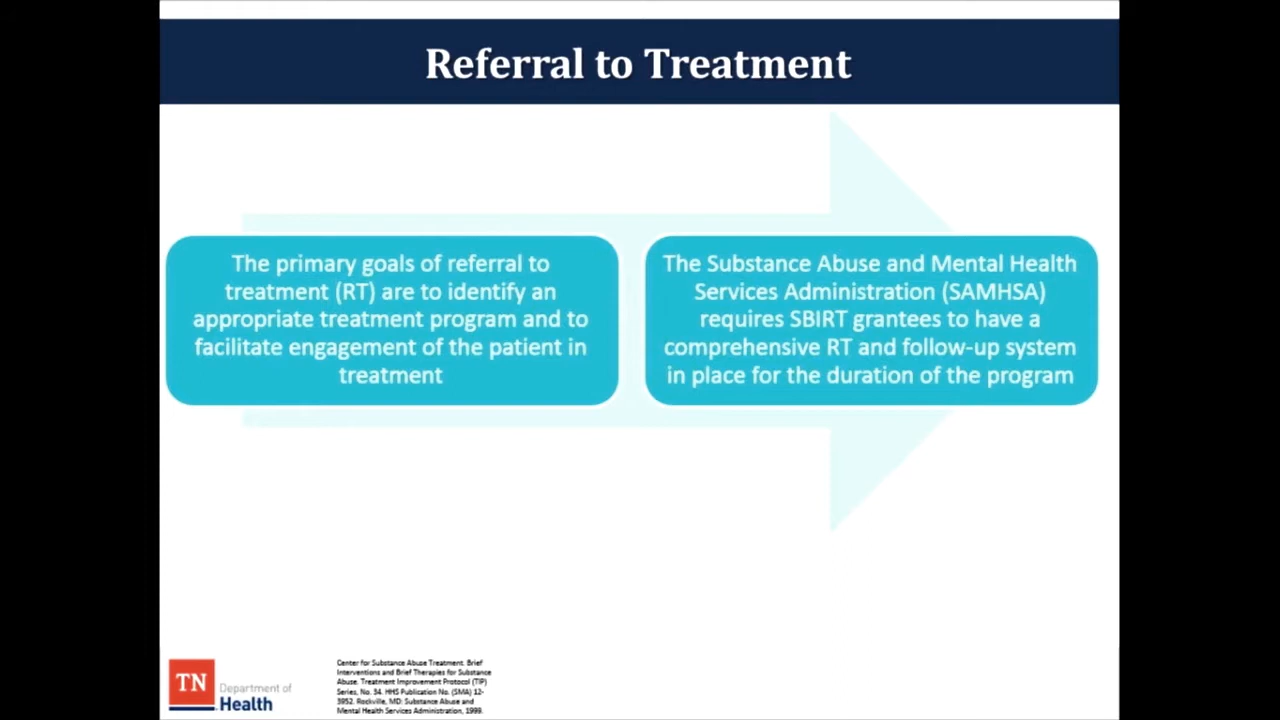 Referral to Treatment
The primary goals of referral to
treatment (RT) are to identify an
appropriate treatment program and to
facilitate engagement of the patient in
treatment
The Substance Abuse and Mental Health
Services Administration (SAMHSA)
requires SBIRT grantees to have a
comprehensive RT and follow-up system
in place for the duration of the program
TN
Department of
Health
Center for Substance Abuse Treatment. Brief
Interventions and Brief Therapies for Substance
Abuse. Treatment Improvement Protocol (TIP)
Series, No. 34. HHS Publication No. (SMA) 12-
3952. Rockville, MD: Substance Abuse and
Mental Health Services Administration, 1999.